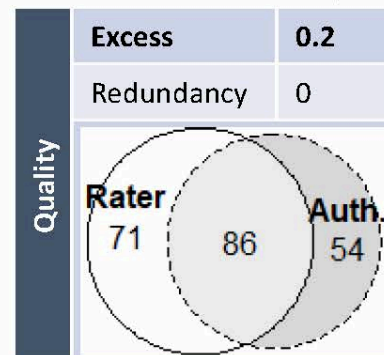 Quality
Excess 0.2
Redundancy 0
Rater Auth.
71 86 54